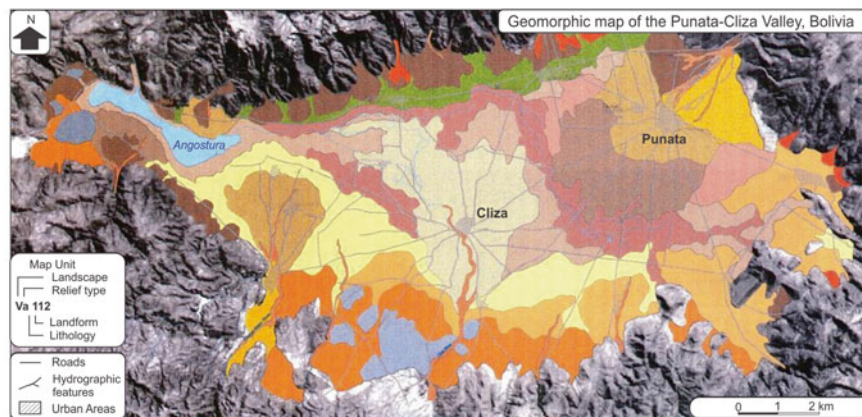 N
Geomorphic map of the Punata-Cliza Valley, Bolivia
Angostura
Punata
Cliza
Map Unit
Landscape
Relief type
Va 112
Landform
Lithology
Roads
Hydrographic
features
Urban Areas
0 1 2 km